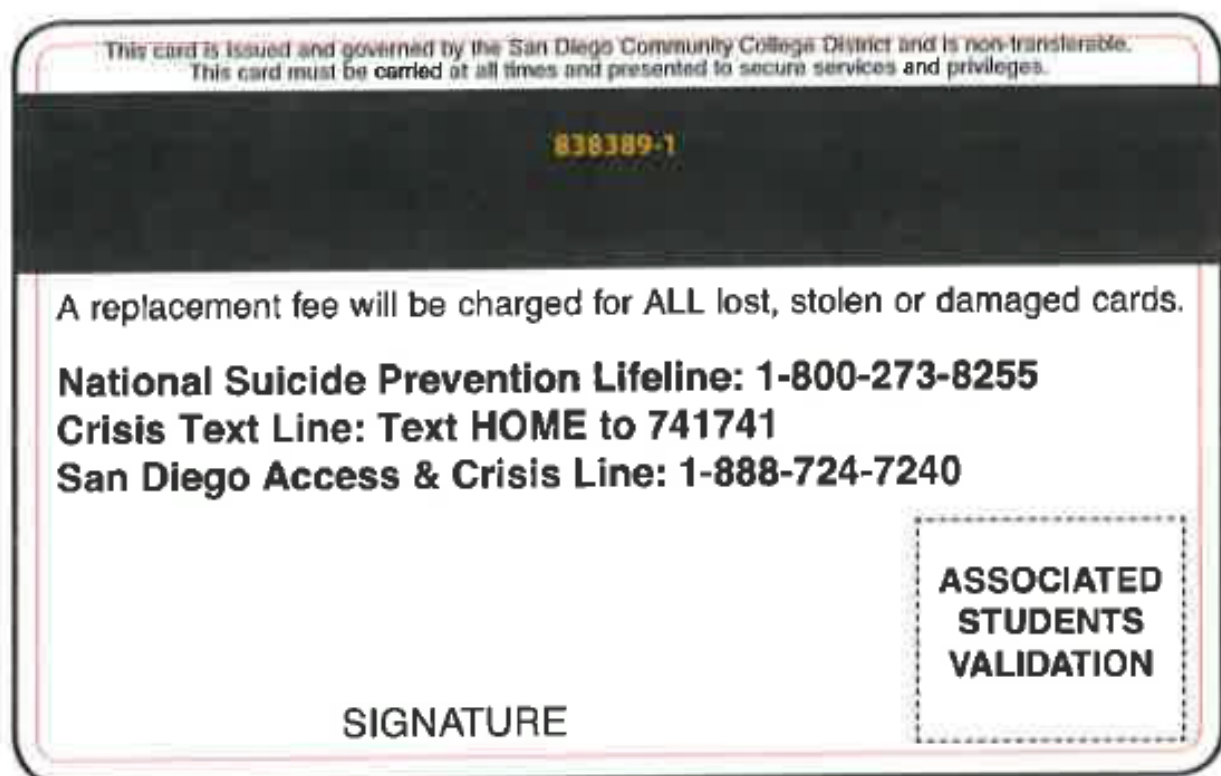 This card is issued and governed by the San Diego Community College District and is non-transferable.
This card must be carried at all times and presented to secure services and privileges.
838389-1
A replacement fee will be charged for ALL lost, stolen or damaged cards.
National Suicide Prevention Lifeline: 1-800-273-8255
Crisis Text Line: Text HOME to 741741
San Diego Access & Crisis Line: 1-888-724-7240
ASSOCIATED
STUDENTS
VALIDATION
SIGNATURE